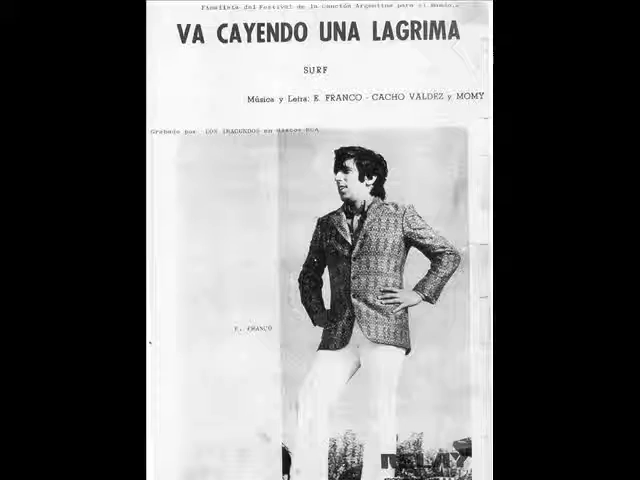 Finalista del Festival de la Canción Argentina para el Mundo.
VA CAYENDO UNA LAGRIMA
SURF
Música y Letra: E. FRANCO - CACHO VALDEZ y MOMY
Grabado por LOS IRACUNDOS en discos RCA
E. FRANCO
RELAY